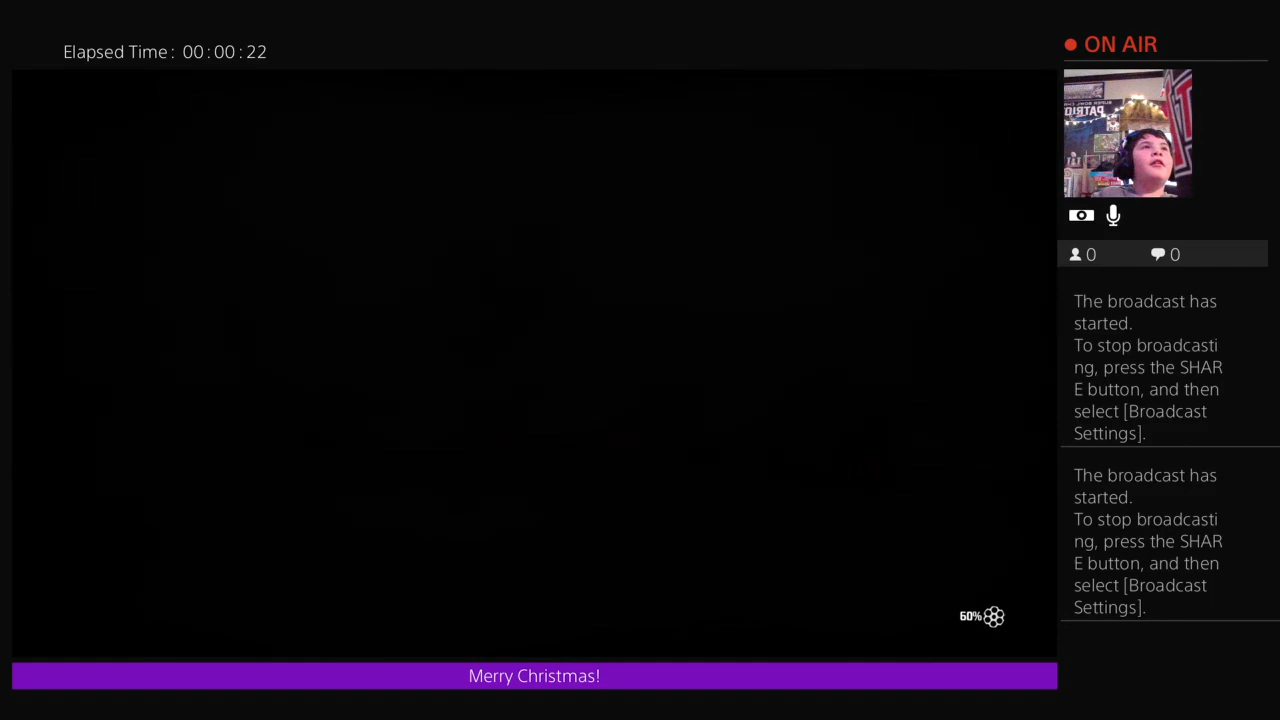 Elapsed Time: 00:00:22
ON AIR
0 0
The broadcast has
started.
To stop broadcasti
ng, press the SHAR
E button, and then
select [Broadcast
Settings].
The broadcast has
started.
To stop broadcasti
ng, press the SHAR
E button, and then
select [Broadcast
Settings].
60%
Merry Christmas!